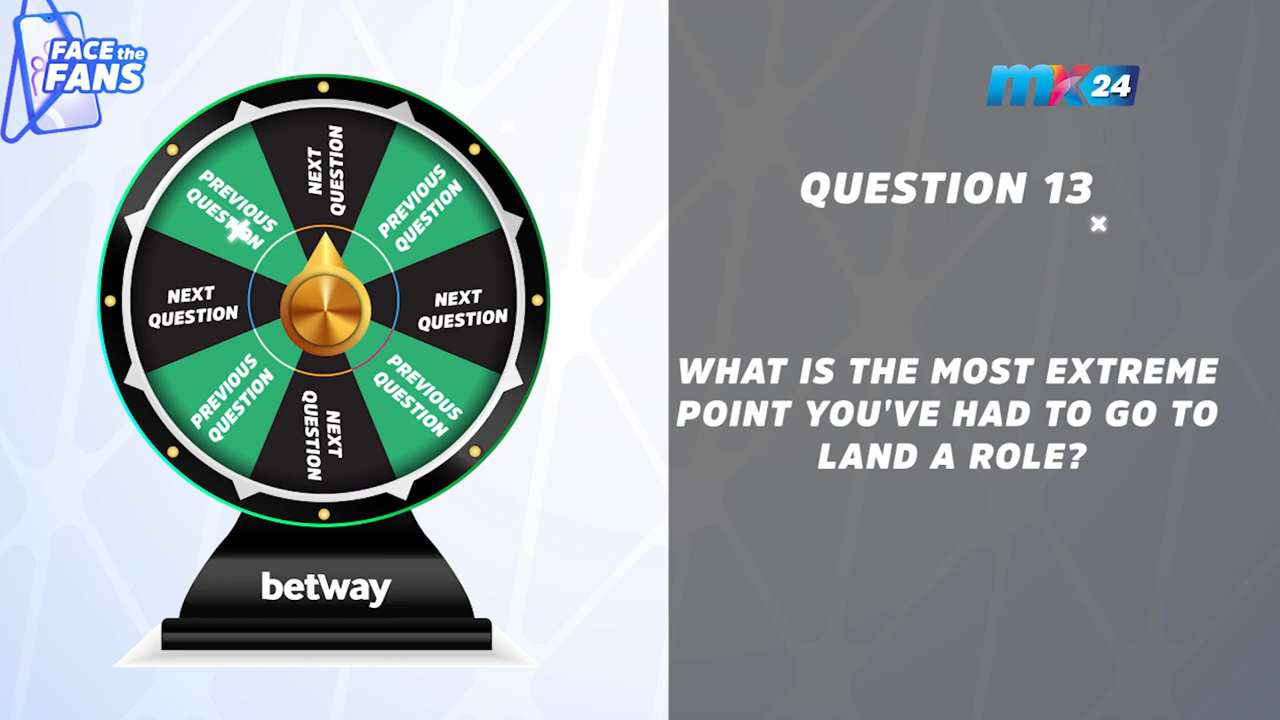 FACE the
FANS
mx24
QUESTION 13
WHAT IS THE MOST EXTREME
POINT YOU'VE HAD TO GO TO
LAND A ROLE?
NEXT
QUESTION
PREVIOUS
QUESTION
NEXT
QUESTION
PREVIOUS
QUESTION
NEXT
QUESTION
PREVIOUS
QUESTION
NEXT
QUESTION
PREVIOUS
QUESTION
betway